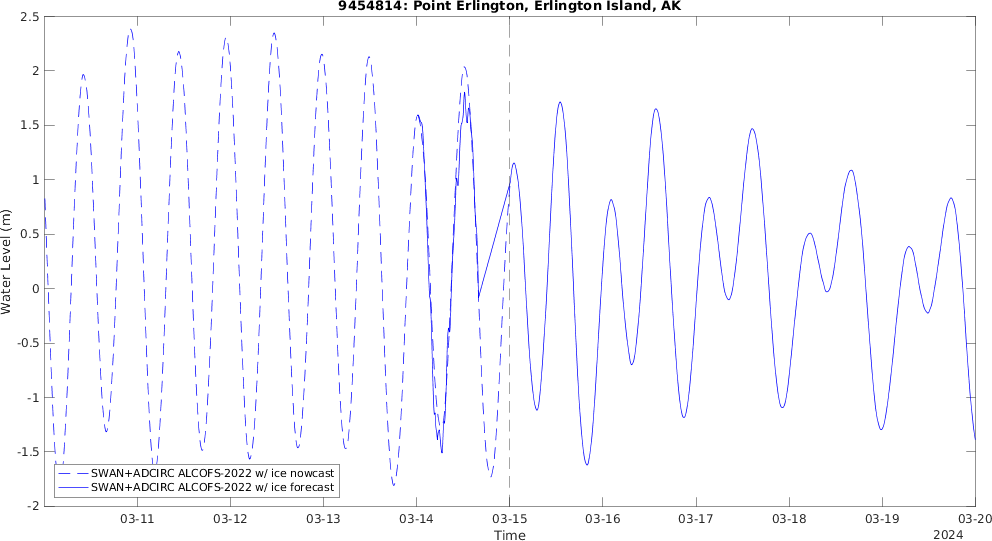 9454814: Point Erlington, Erlington Island, AK
2.5
2
1.5
1
0.5
0
-0.5
-1
-1.5
-2
Water Level (m)
SWAN+ADCIRC ALCOFS-2022 w/ ice nowcast
SWAN+ADCIRC ALCOFS-2022 w/ ice forecast
03-11 03-12 03-13 03-14 03-15 03-16 03-17 03-18 03-19 03-20
Time
2024